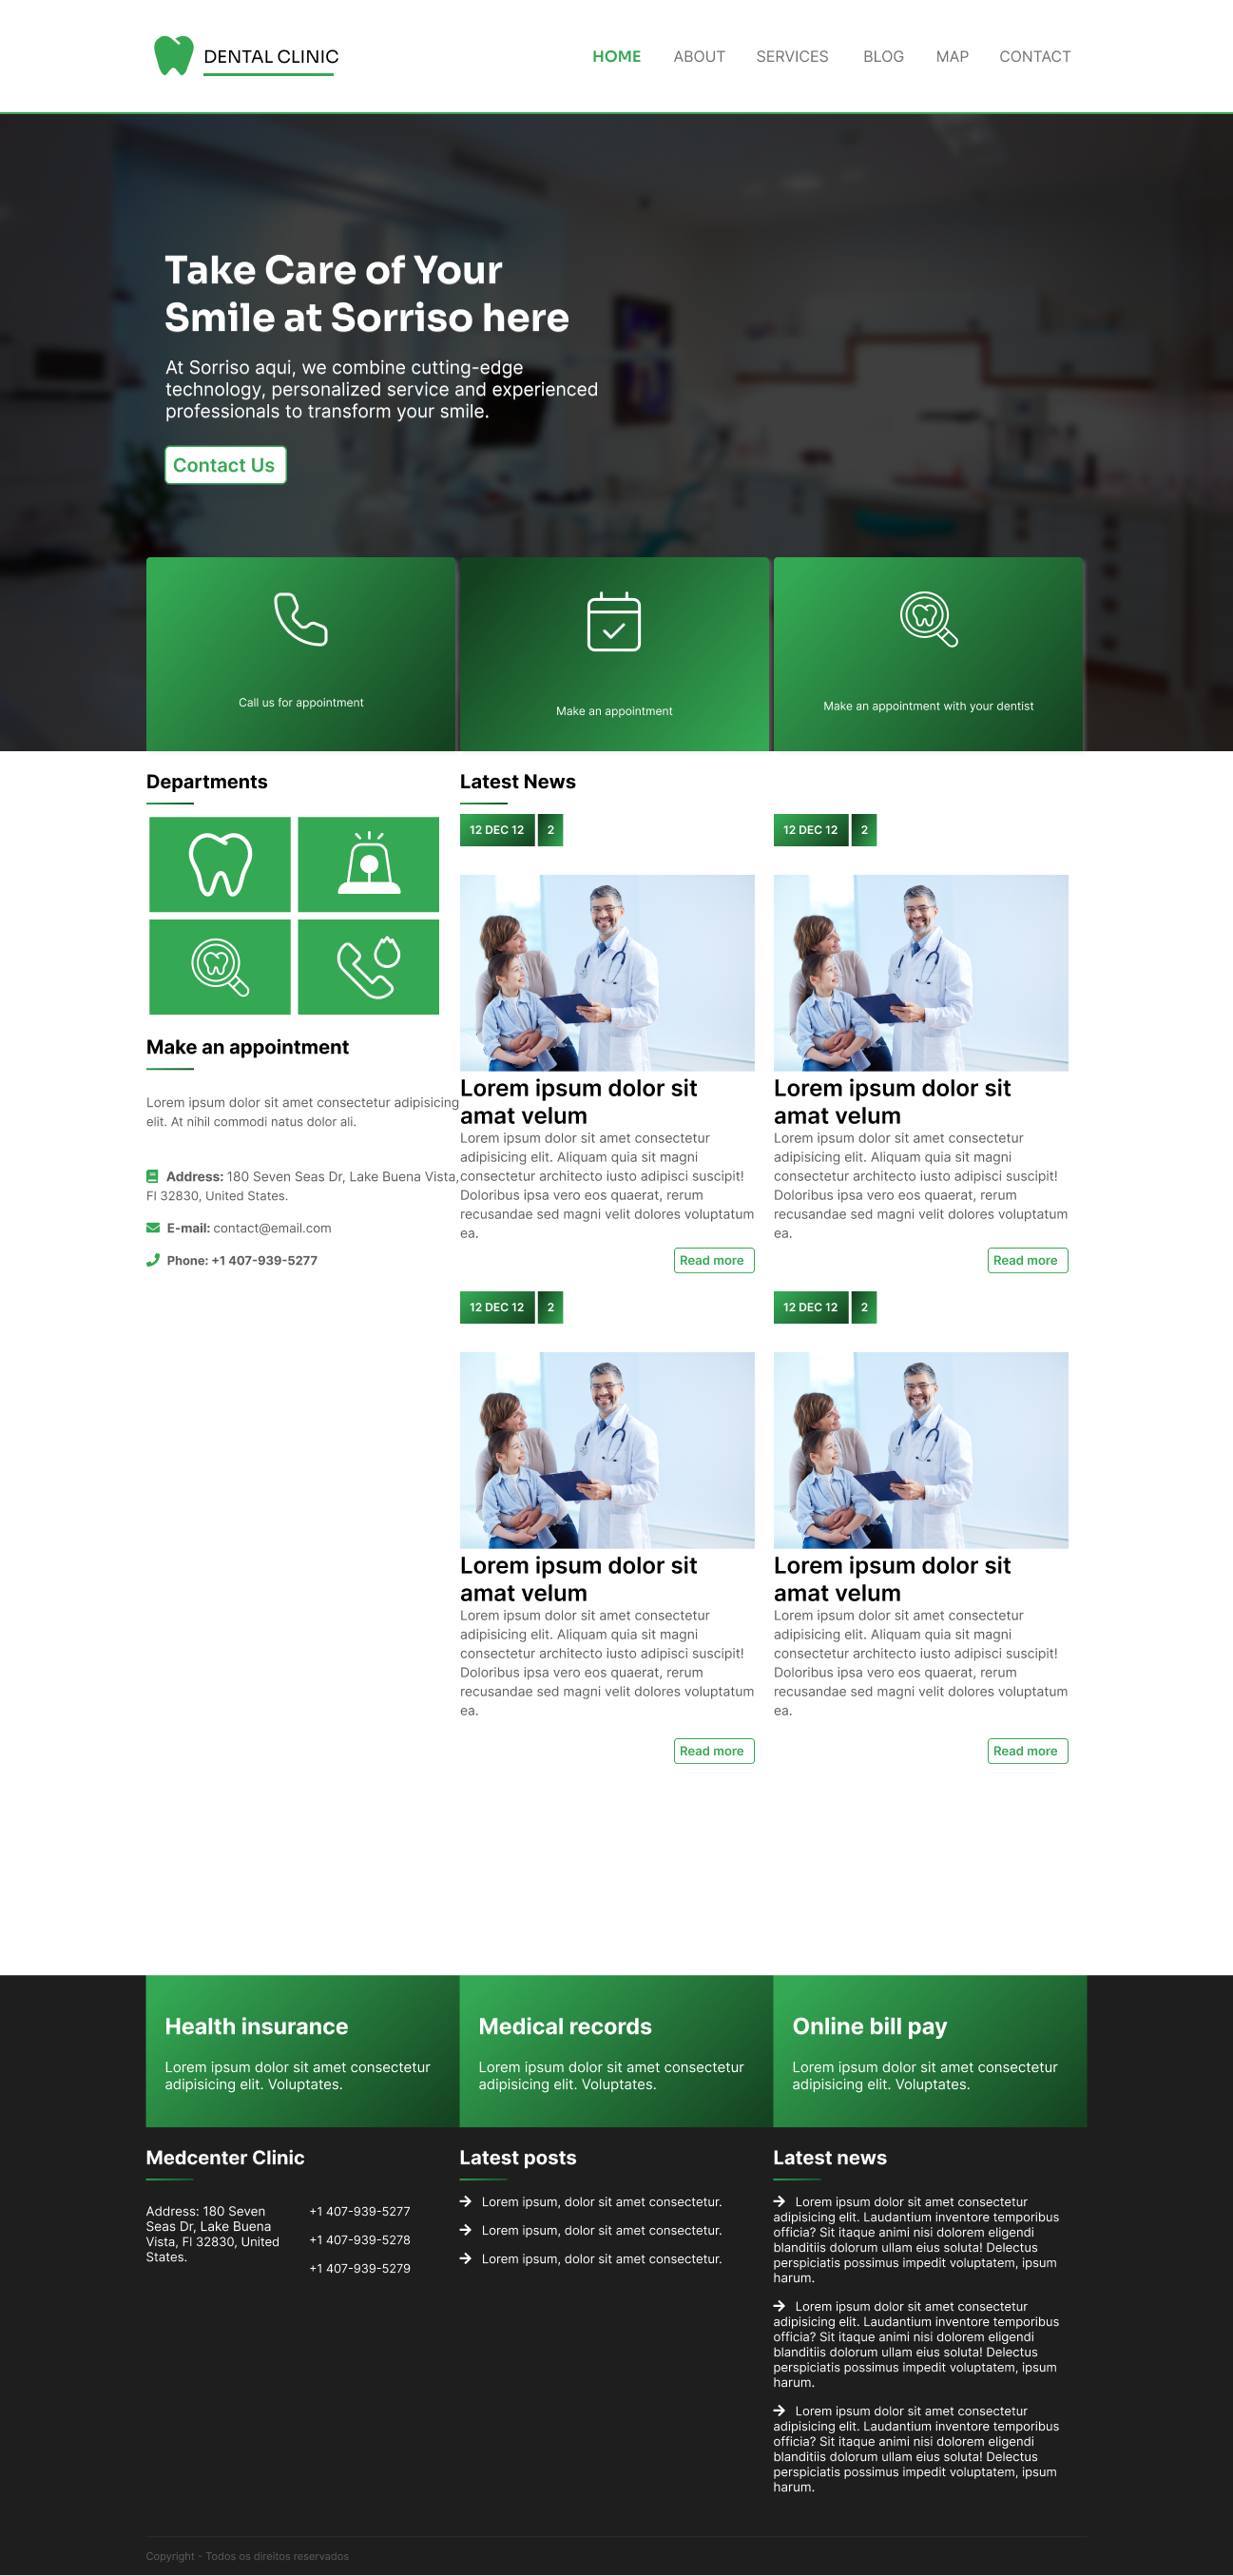 DENTAL CLINIC
HOME ABOUT SERVICES BLOG MAP CONTACT
Take Care of Your
Smile at Sorriso here
At Sorriso aqui, we combine cutting-edge
technology, personalized service and experienced
professionals to transform your smile.
Contact Us
Call us for appointment
Make an appointment
Make an appointment with your dentist
Departments
Make an appointment
Lorem ipsum dolor sit amet consectetur adipisicing
elit. At nihil commodi natus dolor ali.
Address: 180 Seven Seas Dr, Lake Buena Vista,
Fl 32830, United States.
E-mail: contact@email.com
Phone: +1 407-939-5277
Latest News
12 DEC 12 2
Lorem ipsum dolor sit
amat velum
Lorem ipsum dolor sit amet consectetur
adipisicing elit. Aliquam quia sit magni
consectetur architecto iusto adipisci suscipit!
Doloribus ipsa vero eos quaerat, rerum
recusandae sed magni velit dolores voluptatum
ea.
Read more
12 DEC 12 2
Lorem ipsum dolor sit
amat velum
Lorem ipsum dolor sit amet consectetur
adipisicing elit. Aliquam quia sit magni
consectetur architecto iusto adipisci suscipit!
Doloribus ipsa vero eos quaerat, rerum
recusandae sed magni velit dolores voluptatum
ea.
Read more
12 DEC 12 2
Lorem ipsum dolor sit
amat velum
Lorem ipsum dolor sit amet consectetur
adipisicing elit. Aliquam quia sit magni
consectetur architecto iusto adipisci suscipit!
Doloribus ipsa vero eos quaerat, rerum
recusandae sed magni velit dolores voluptatum
ea.
Read more
12 DEC 12 2
Lorem ipsum dolor sit
amat velum
Lorem ipsum dolor sit amet consectetur
adipisicing elit. Aliquam quia sit magni
consectetur architecto iusto adipisci suscipit!
Doloribus ipsa vero eos quaerat, rerum
recusandae sed magni velit dolores voluptatum
ea.
Read more
Health insurance
Lorem ipsum dolor sit amet consectetur
adipisicing elit. Voluptates.
Medical records
Lorem ipsum dolor sit amet consectetur
adipisicing elit. Voluptates.
Online bill pay
Lorem ipsum dolor sit amet consectetur
adipisicing elit. Voluptates.
Medcenter Clinic
Address: 180 Seven
Seas Dr, Lake Buena
Vista, Fl 32830, United
States.
+1 407-939-5277
+1 407-939-5278
+1 407-939-5279
Latest posts
Lorem ipsum, dolor sit amet consectetur.
Lorem ipsum, dolor sit amet consectetur.
Lorem ipsum, dolor sit amet consectetur.
Latest news
Lorem ipsum dolor sit amet consectetur
adipisicing elit. Laudantium inventore temporibus
officia? Sit itaque animi nisi dolorem eligendi
blanditiis dolorum ullam eius soluta! Delectus
perspiciatis possimus impedit voluptatem, ipsum
harum.
Lorem ipsum dolor sit amet consectetur
adipisicing elit. Laudantium inventore temporibus
officia? Sit itaque animi nisi dolorem eligendi
blanditiis dolorum ullam eius soluta! Delectus
perspiciatis possimus impedit voluptatem, ipsum
harum.
Lorem ipsum dolor sit amet consectetur
adipisicing elit. Laudantium inventore temporibus
officia? Sit itaque animi nisi dolorem eligendi
blanditiis dolorum ullam eius soluta! Delectus
perspiciatis possimus impedit voluptatem, ipsum
harum.
Copyright - Todos os direitos reservados